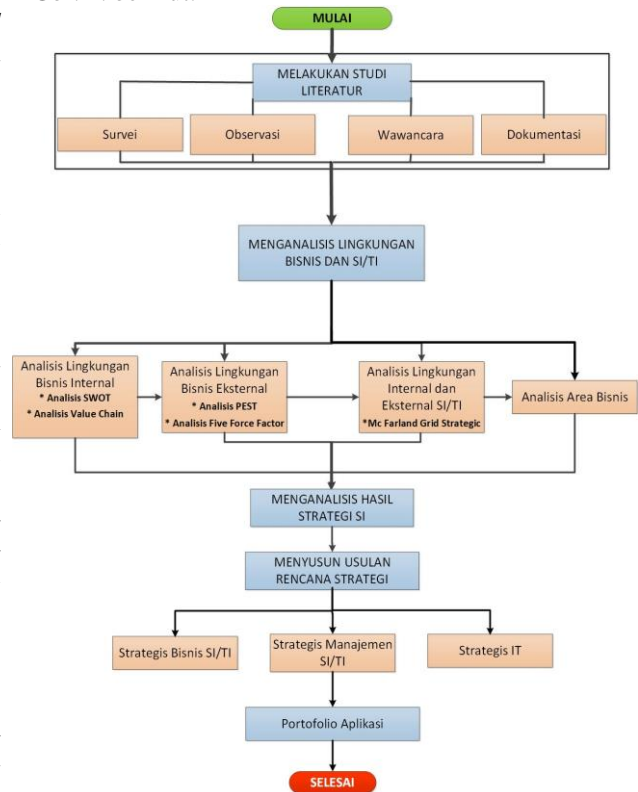 MULAI
MELAKUKAN STUDI
LITERATUR
Survei
Observasi
Wawancara
Dokumentasi
MENGANALISIS LINGKUNGAN
BISNIS DAN SI/TI
Analisis Lingkungan
Bisnis Internal
* Analisis SWOT
* Analisis Value Chain
Analisis Lingkungan
Bisnis Eksternal
* Analisis PEST
* Analisis Five Force Factor
Analisis Lingkungan
Internal dan
Eksternal SI/TI
*Mc Farland Grid Strategic
Analisis Area Bisnis
MENGANALISIS HASIL
STRATEGI SI
MENYUSUN USULAN
RENCANA STRATEGI
Strategis Bisnis SI/TI
Strategis Manajemen
SI/TI
Strategis IT
Portofolio Aplikasi
SELESAI